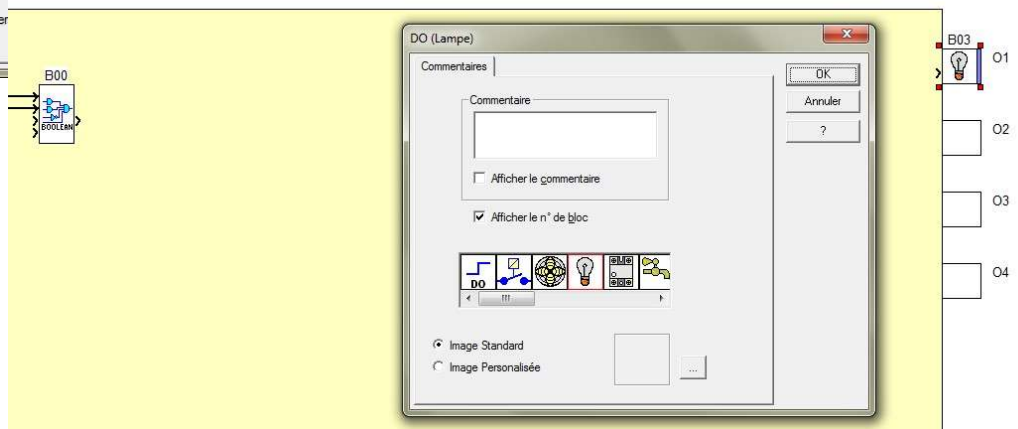 er
DO (Lampe)
Commentaires
OK
Annuler
?
Commentaire
Afficher le commentaire
Afficher le n° de bloc
DO
Image Standard
Image Personalisée
...
B00
BOOLEAN
B03
O1
O2
O3
O4